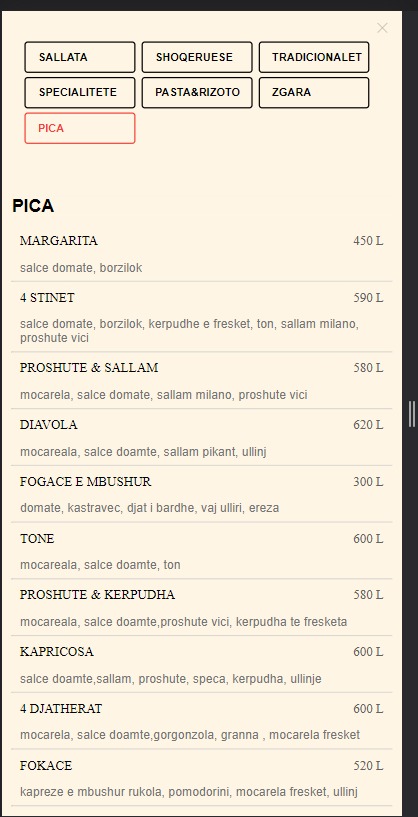 SALLATA SHOQERUESE TRADICIONALET
SPECIALITETE PASTA&RIZOTO ZGARA
PICA
PICA
MARGARITA 450 L
salce domate, borzilok
4 STINET 590 L
salce domate, borzilok, kerpudhe e fresket, ton, sallam milano,
proshute vici
PROSHUTE & SALLAM 580 L
mocarela, salce domate, sallam milano, proshute vici
DIAVOLA 620 L
mocareala, salce doamte, sallam pikant, ullinj
FOGACE E MBUSHUR 300 L
domate, kastravec, djat i bardhe, vaj ulliri, ereza
TONE 600 L
mocareala, salce doamte, ton
PROSHUTE & KERPUDHA 580 L
mocareala, salce doamte,proshute vici, kerpudha te fresketa
KAPRICOSA 600 L
salce doamte,sallam, proshute, speca, kerpudha, ullinje
4 DJATHERAT 600 L
mocarela, salce doamte,gorgonzola, granna , mocarela fresket
FOKACE 520 L
kapreze e mbushur rukola, pomodorini, mocarela fresket, ullinj